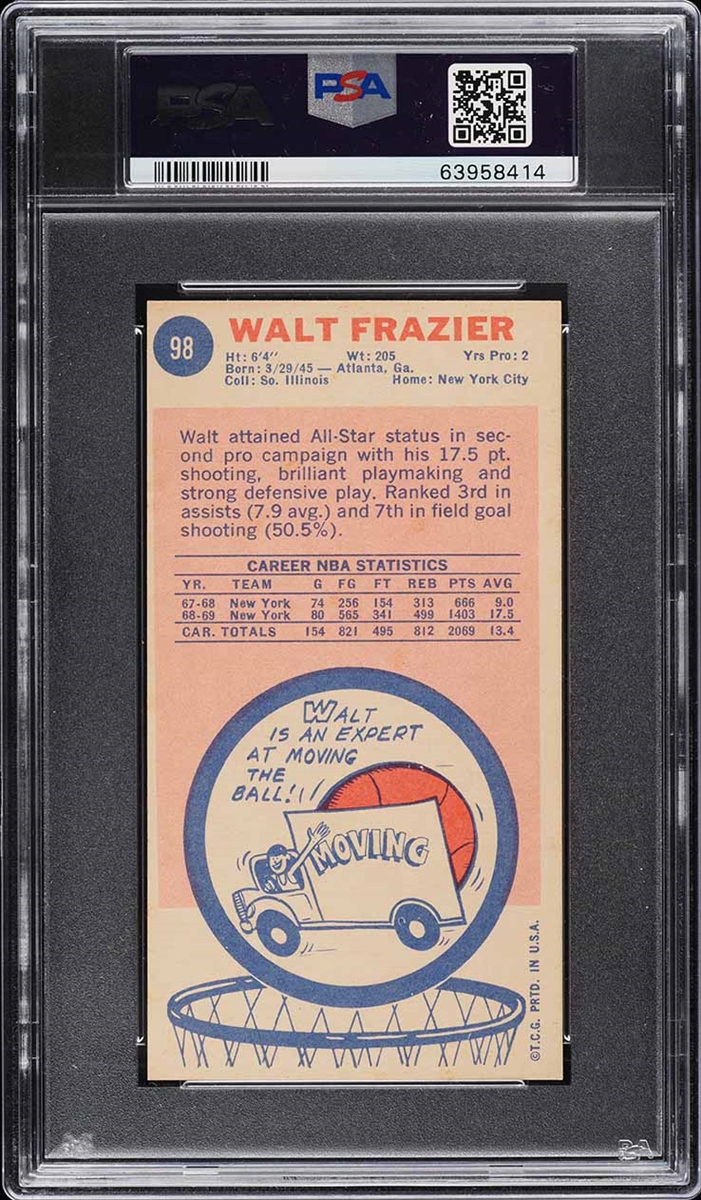 PSA
PSA
63958414
98
WALT FRAZIER
Ht: 6'4" Wt: 205 Yrs Pro: 2
Born: 3/29/45 — Atlanta, Ga.
Coll: So. Illinois Home: New York City
Walt attained All-Star status in sec-
ond pro campaign with his 17.5 pt.
shooting, brilliant playmaking and
strong defensive play. Ranked 3rd in
assists (7.9 avg.) and 7th in field goal
shooting (50.5%).
CAREER NBA STATISTICS
YR. TEAM G FG FT REB PTS AVG
67-68 New York 74 256 154 313 666 9.0
68-69 New York 80 565 341 499 1403 17.5
CAR. TOTALS 154 821 495 812 2069 13.4
WALT
IS AN EXPERT
AT MOVING
THE
BALL!
MOVING
©T.C.G. PRTD. IN U.S.A.
PSA